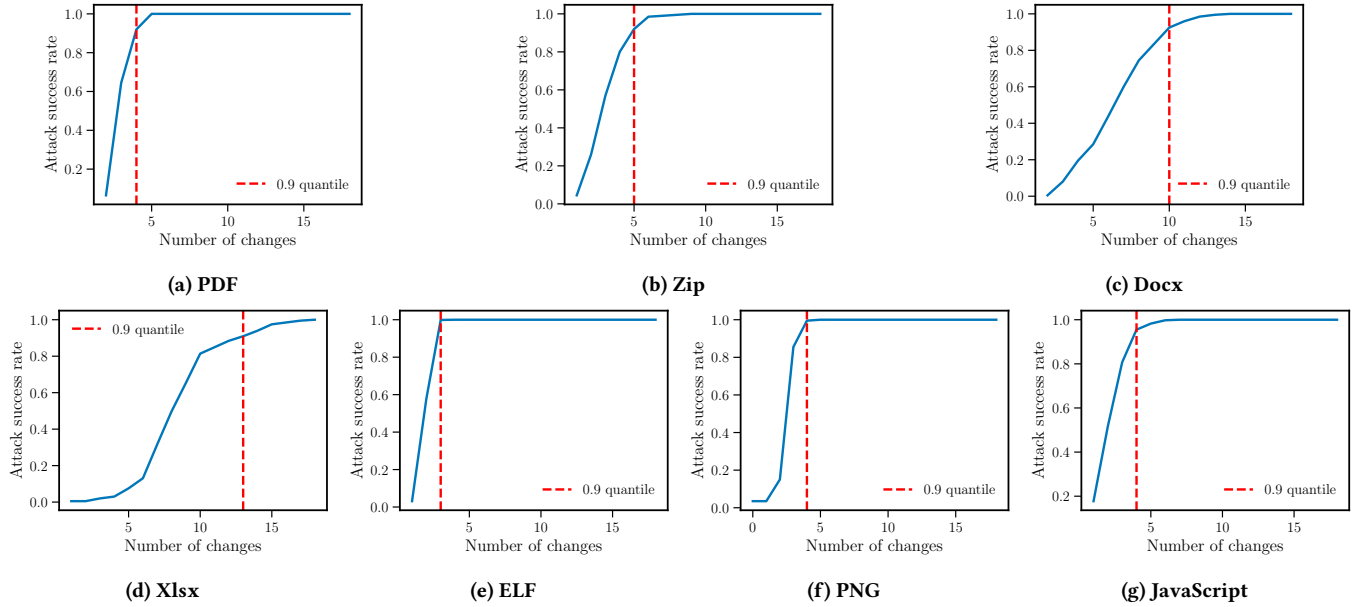 1.0
0.8
0.6
0.4
0.2
Attack success rate
0.9 quantile
5
10
15
Number of changes
(a) PDF
1.0
0.8
0.6
0.4
0.2
0.0
Attack success rate
0.9 quantile
5
10
15
Number of changes
(b) Zip
1.0
0.8
0.6
0.4
0.2
0.0
Attack success rate
0.9 quantile
5
10
15
Number of changes
(c) Docx
1.0
0.8
0.6
0.4
0.2
0.0
Attack success rate
0.9 quantile
5
10
15
Number of changes
(d) Xlsx
1.0
0.8
0.6
0.4
0.2
0.0
Attack success rate
0.9 quantile
5
10
15
Number of changes
(e) ELF
1.0
0.8
0.6
0.4
0.2
0.0
Attack success rate
0.9 quantile
0
5
10
15
Number of changes
(f) PNG
1.0
0.8
0.6
0.4
0.2
Attack success rate
0.9 quantile
5
10
15
Number of changes
(g) JavaScript